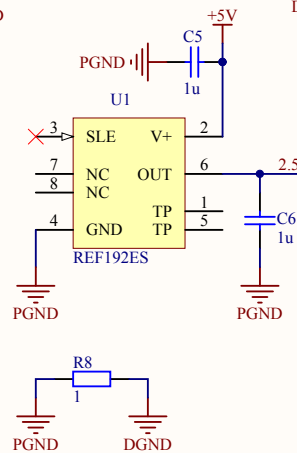 +5V
C5
PGND
1u
U1
3 SLE V+ 2
7 NC OUT 6 2.5
8 NC
TP 1
4 GND TP 5
C6
1u
REF192ES
PGND PGND
R8
1
PGND DGND